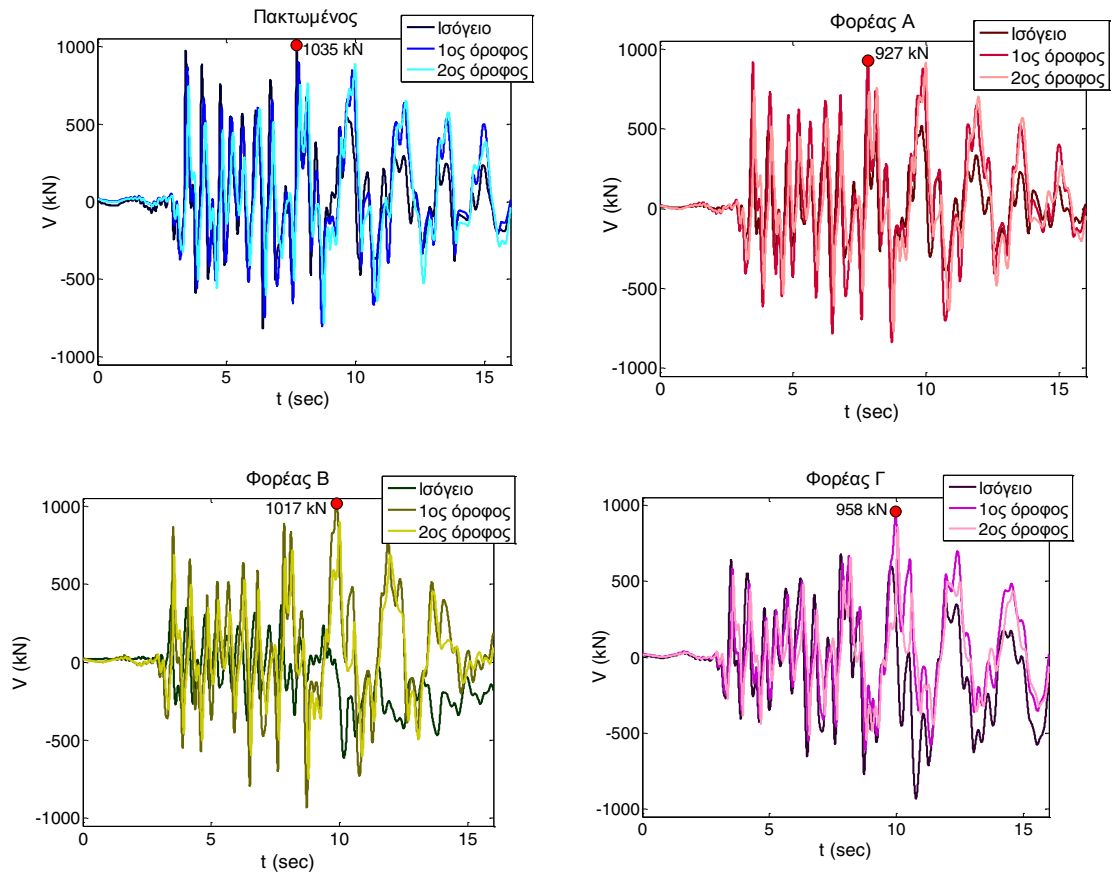 Πακτωμένος
1035 kN
Ισόγειο
1ος όροφος
2ος όροφος
1000
500
0
-500
-1000
V (kN)
0
5
10
15
t (sec)
Φορέας Α
927 kN
Ισόγειο
1ος όροφος
2ος όροφος
1000
500
0
-500
-1000
V (kN)
0
5
10
15
t (sec)
Φορέας Β
1017 kN
Ισόγειο
1ος όροφος
2ος όροφος
1000
500
0
-500
-1000
V (kN)
0
5
10
15
t (sec)
Φορέας Γ
958 kN
Ισόγειο
1ος όροφος
2ος όροφος
1000
500
0
-500
-1000
V (kN)
0
5
10
15
t (sec)